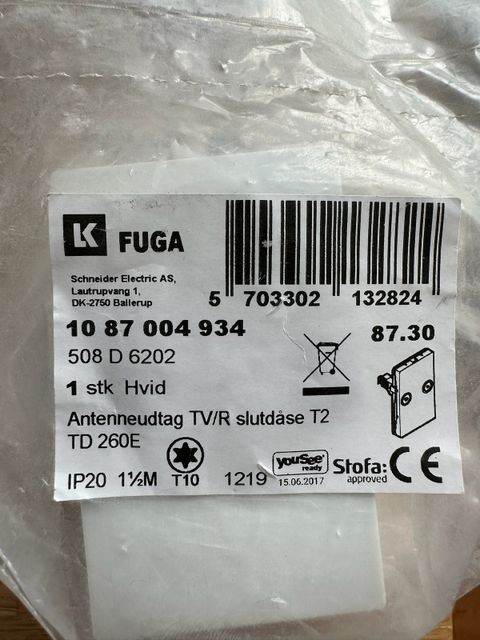 LK FUGA
Schneider Electric AS,
Lautrupvang 1,
DK-2750 Ballerup
5 703302 132824
10 87 004 934
87.30
508 D 6202
1 stk Hvid
Antenneudtag TV/R slutdåse T2
TD 260E
IP20 1½M T10 1219
youSee
ready
15.06.2017
Stofa:
approved
CE